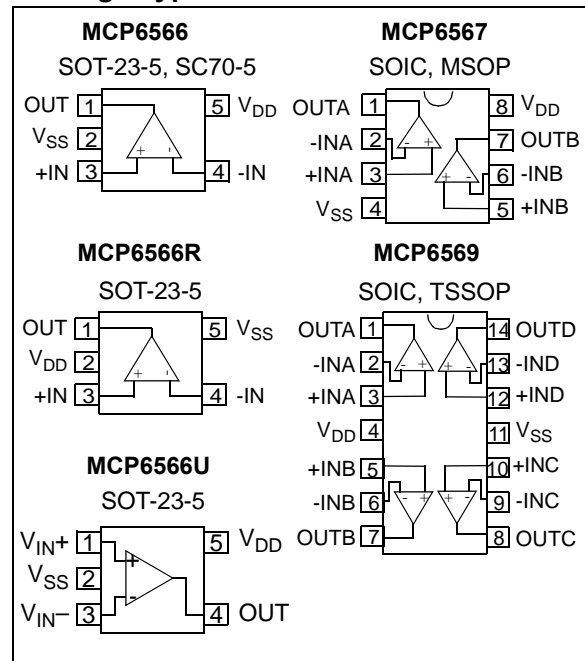 MCP6566
SOT-23-5, SC70-5
OUT 1 5 VDD
VSS 2
+IN 3 4 -IN
+ -
MCP6566R
SOT-23-5
OUT 1 5 VSS
VDD 2
+IN 3 4 -IN
+ -
MCP6566U
SOT-23-5
VIN+ 1 5 VDD
VSS 2
VIN– 3 4 OUT
+
-
MCP6567
SOIC, MSOP
OUTA 1 8 VDD
-INA 2 7 OUTB
- +
+INA 3 6 -INB
+ -
VSS 4 5 +INB
MCP6569
SOIC, TSSOP
OUTA 1 14 OUTD
-INA 2 13 -IND
- + + -
+INA 3 12 +IND
VDD 4 11 VSS
+INB 5 10 +INC
- + + -
-INB 6 9 -INC
OUTB 7 8 OUTC